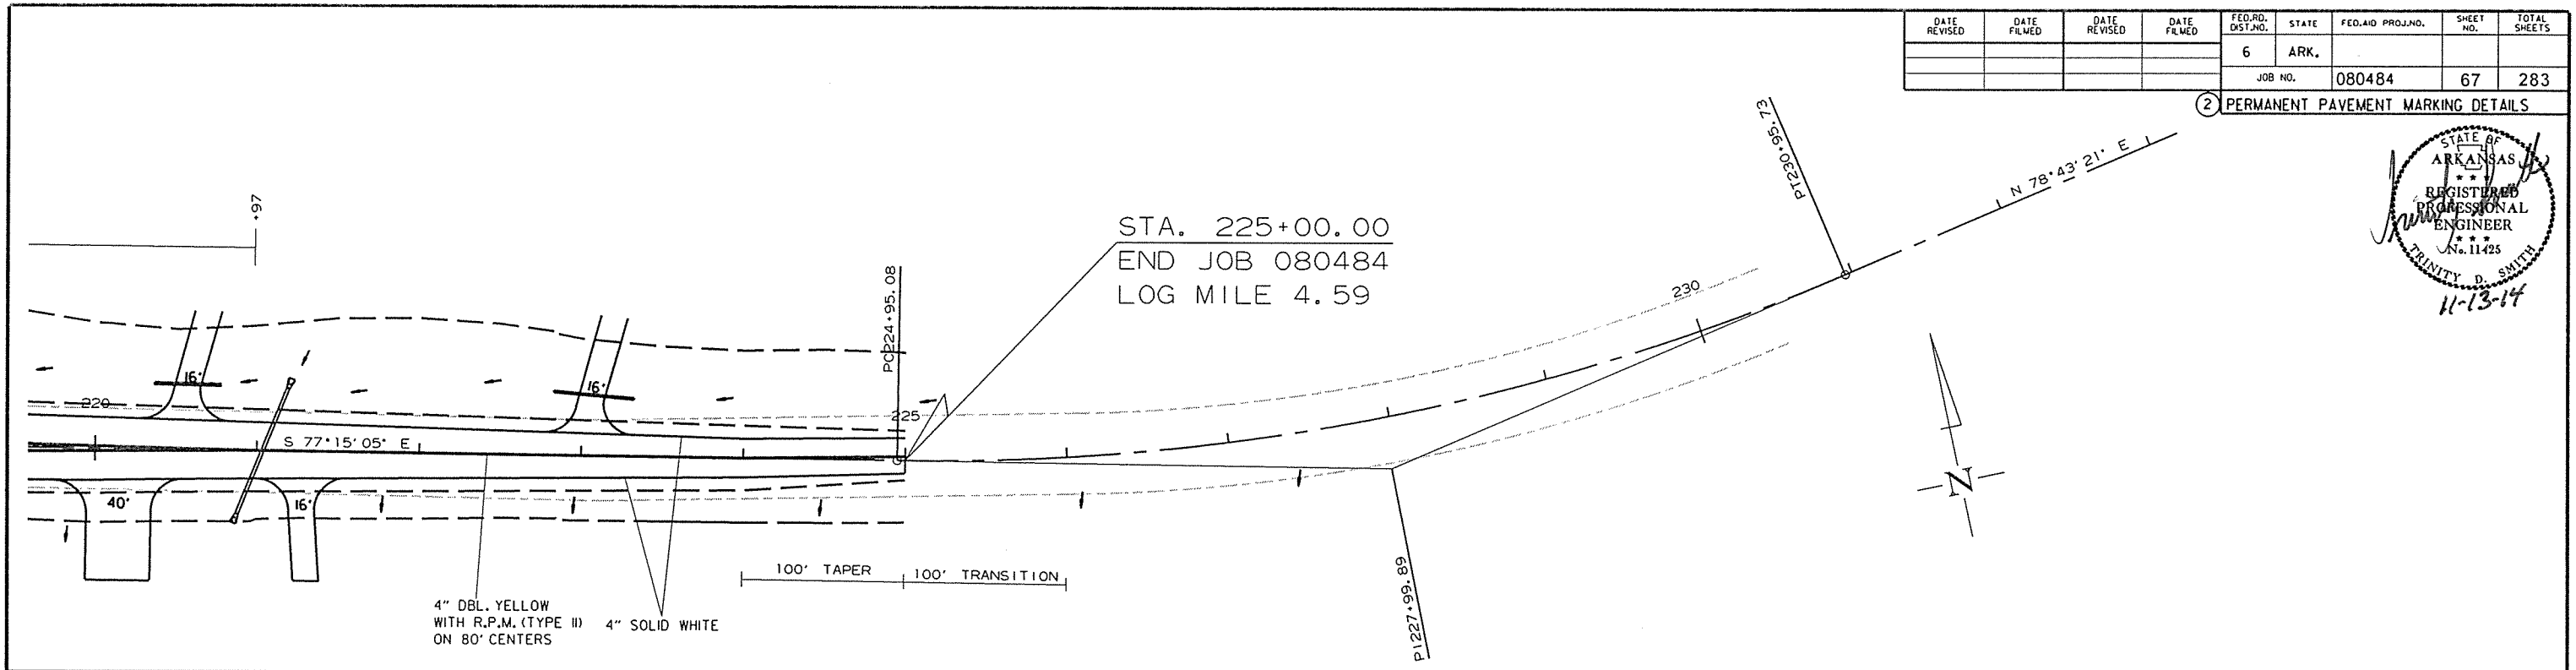 DATE REVISED
DATE FILMED
DATE REVISED
DATE FILMED
FED.RD. DIST.NO.
STATE
FED.AID PROJ.NO.
SHEET NO.
TOTAL SHEETS
6
ARK.
JOB NO.
080484
67
283
2 PERMANENT PAVEMENT MARKING DETAILS
STATE OF
ARKANSAS
★ ★ ★
REGISTERED
PROFESSIONAL
ENGINEER
★ ★ ★
No. 11425
TRINITY D. SMITH
11-13-14
PT230+95.73
N 78°43'21" E
+97
STA. 225+00.00
END JOB 080484
LOG MILE 4.59
PC224+95.08
230
16'
16'
220
225
S 77°15'05" E
40'
16'
N
100' TAPER
100' TRANSITION
PI227+99.89
4" DBL. YELLOW
WITH R.P.M. (TYPE II)
ON 80' CENTERS
4" SOLID WHITE